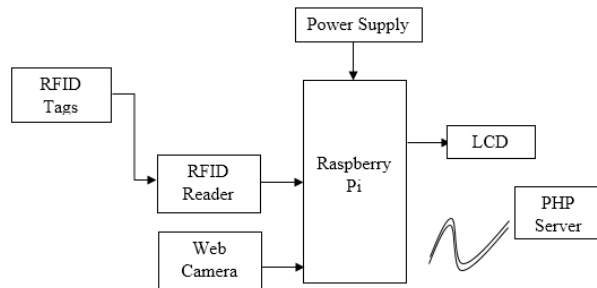 Power Supply
RFID
Tags
Raspberry
Pi
LCD
RFID
Reader
PHP
Server
Web
Camera